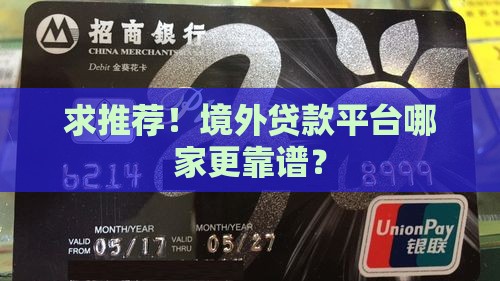 招商銀行
CHINA MERCHANTS
Debit 金葵花卡
求推荐！境外贷款平台哪
家更靠谱？
6214
8999
MONTH/YEAR MONTH/YEAR
VALID FROM 05/17 VALID THRU 05/27
UnionPay
银联